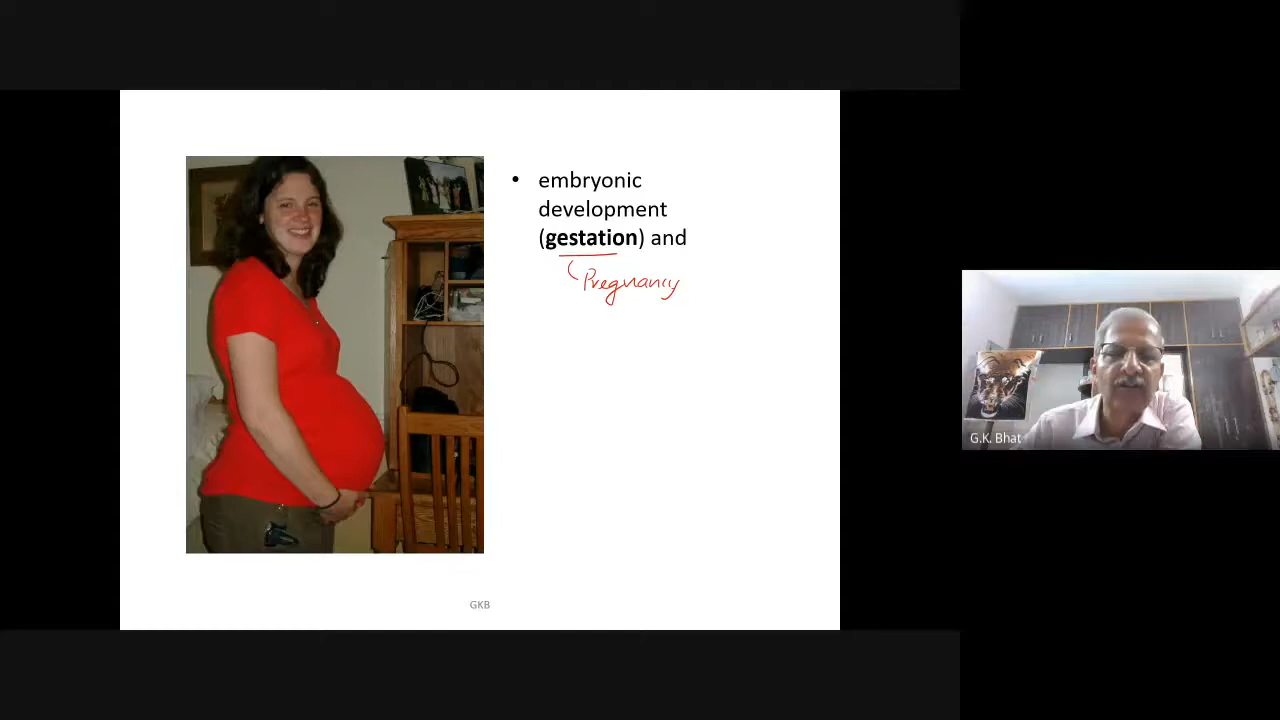 • embryonic
development
(gestation) and
Pregnancy
G.K. Bhat
GKB